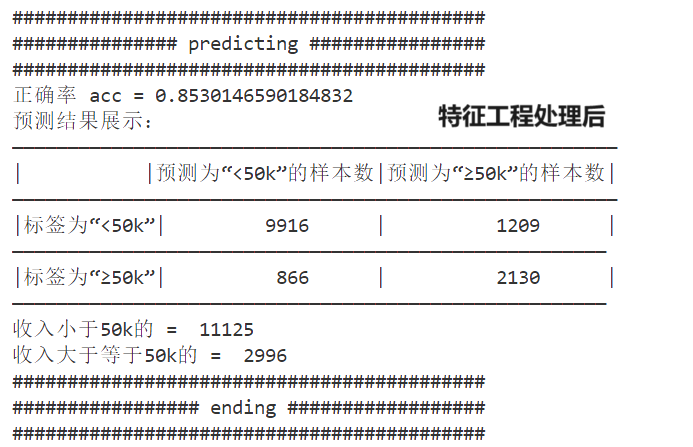 ###########################################
############### predicting ################
###########################################
正确率 acc = 0.8530146590184832
特征工程处理后
预测结果展示:
| |预测为“<50k”的样本数|预测为“≥50k”的样本数|
|标签为“<50k”| 9916 | 1209 |
|标签为“≥50k”| 866 | 2130 |
收入小于50k的 = 11125
收入大于等于50k的 = 2996
###########################################
################# ending ##################
###########################################